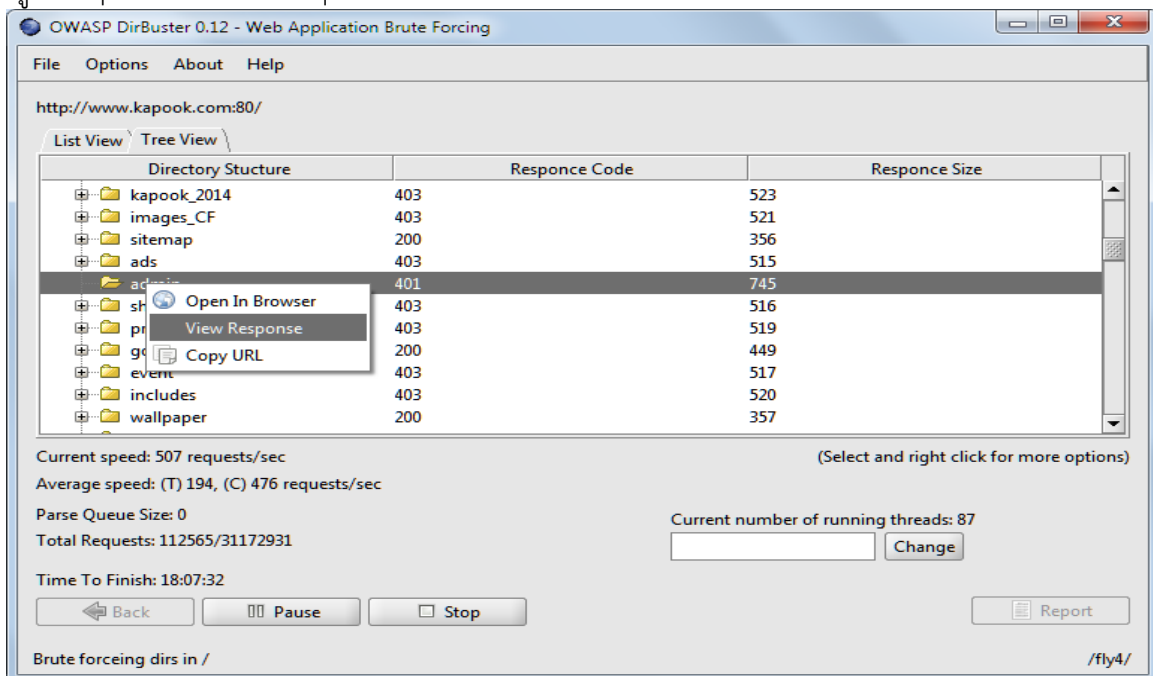 OWASP DirBuster 0.12 - Web Application Brute Forcing
File Options About Help
http://www.kapook.com:80/
List View Tree View
Directory Stucture Responce Code Responce Size
kapook_2014 403 523
images_CF 403 521
sitemap 200 356
ads 403 515
401 745
Open In Browser
sh 403 516
View Response
pr 403 519
Copy URL
200 449
event 403 517
includes 403 520
wallpaper 200 357
Current speed: 507 requests/sec (Select and right click for more options)
Average speed: (T) 194, (C) 476 requests/sec
Parse Queue Size: 0
Current number of running threads: 87
Total Requests: 112565/31172931
Change
Time To Finish: 18:07:32
Back Pause Stop Report
Brute forceing dirs in / /fly4/